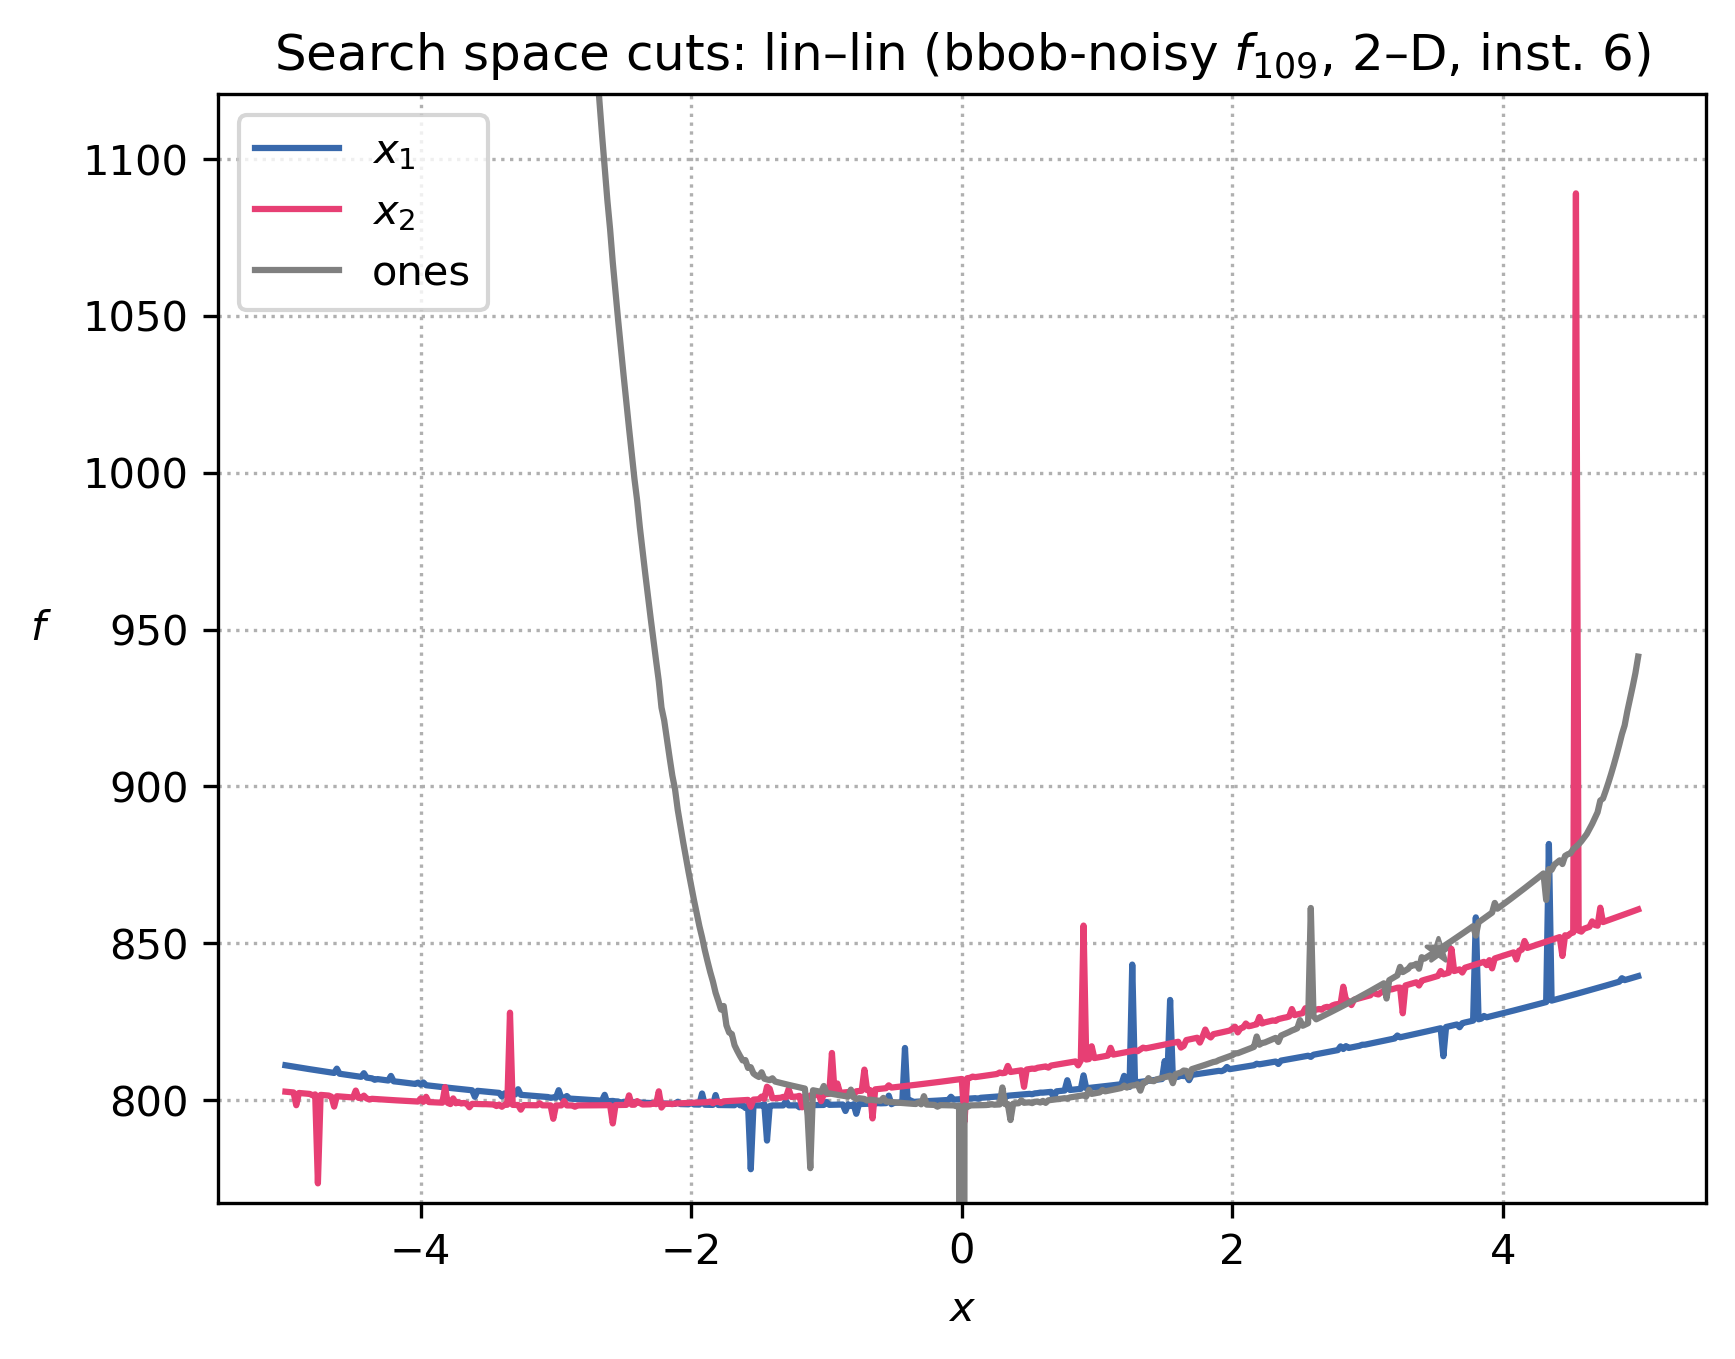 Search space cuts: lin–lin (bbob-noisy f₁₀₉, 2–D, inst. 6)
x₁
x₂
ones
1100
1050
1000
950
900
850
800
f
−4
−2
0
2
4
x